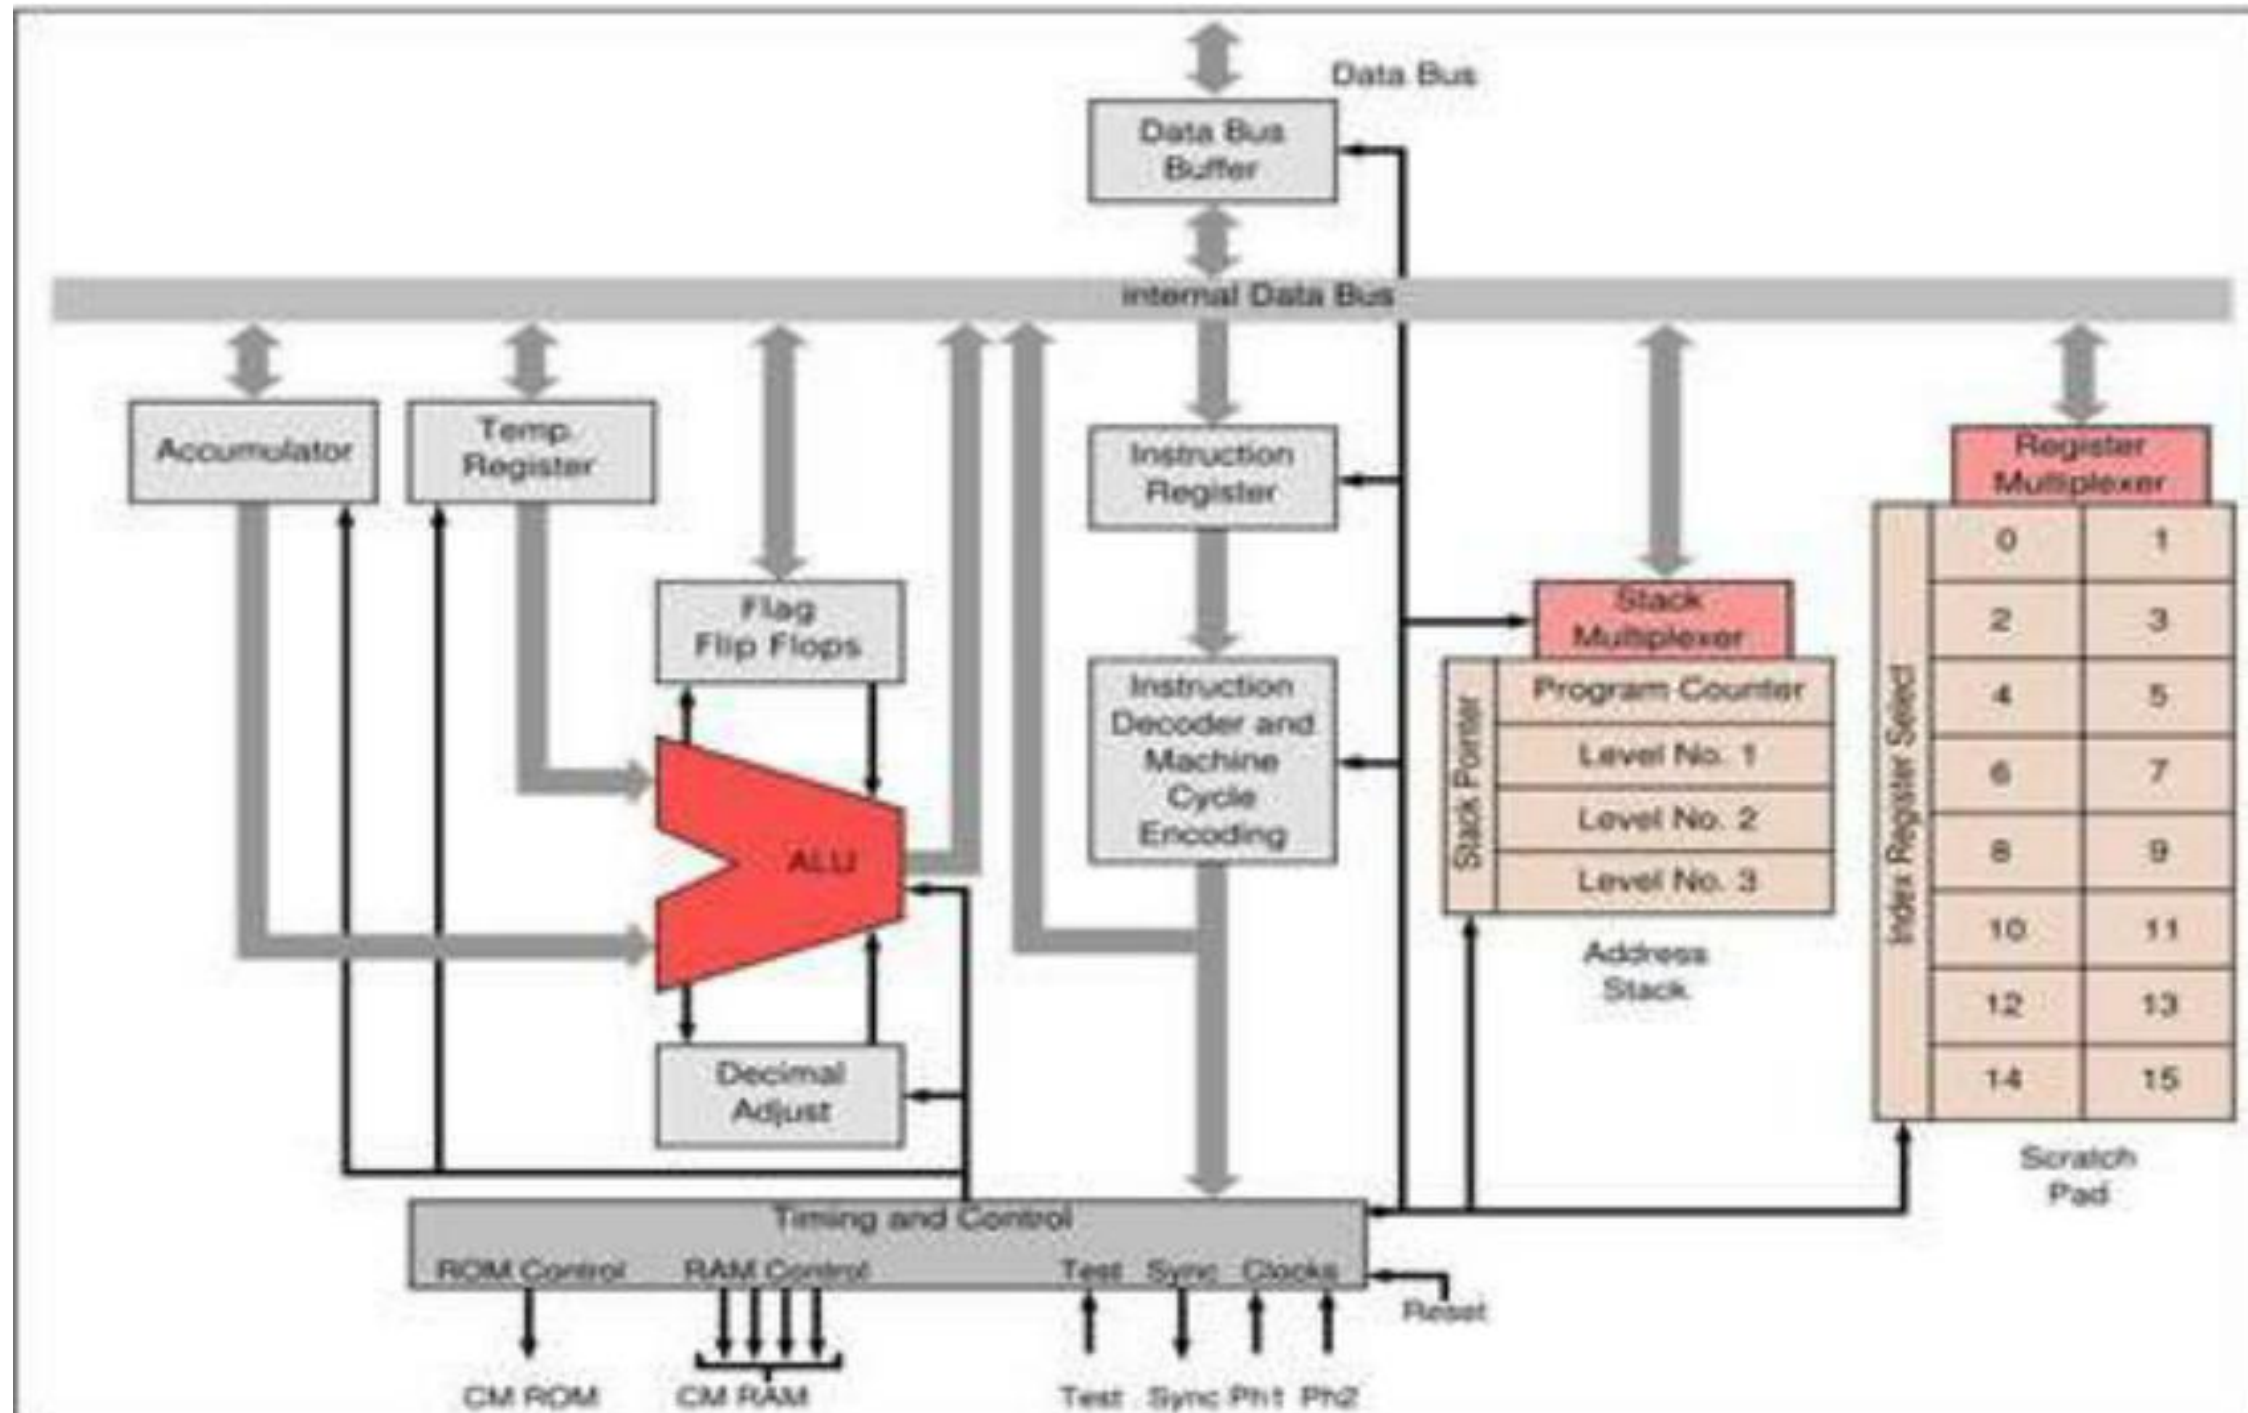 Data Bus
Data Bus
Buffer
internal Data Bus
Accumulator
Temp.
Register
Flag
Flip Flops
ALU
Decimal
Adjust
Instruction
Register
Instruction
Decoder and
Machine
Cycle
Encoding
Stack
Multiplexer
Stack Pointer
Program Counter
Level No. 1
Level No. 2
Level No. 3
Address
Stack
Register
Multiplexer
Index Register Select
0 1
2 3
4 5
6 7
8 9
10 11
12 13
14 15
Scratch
Pad
Timing and Control
ROM Control RAM Control Test Sync Clocks
Reset
CM ROM CM RAM Test Sync Ph1 Ph2